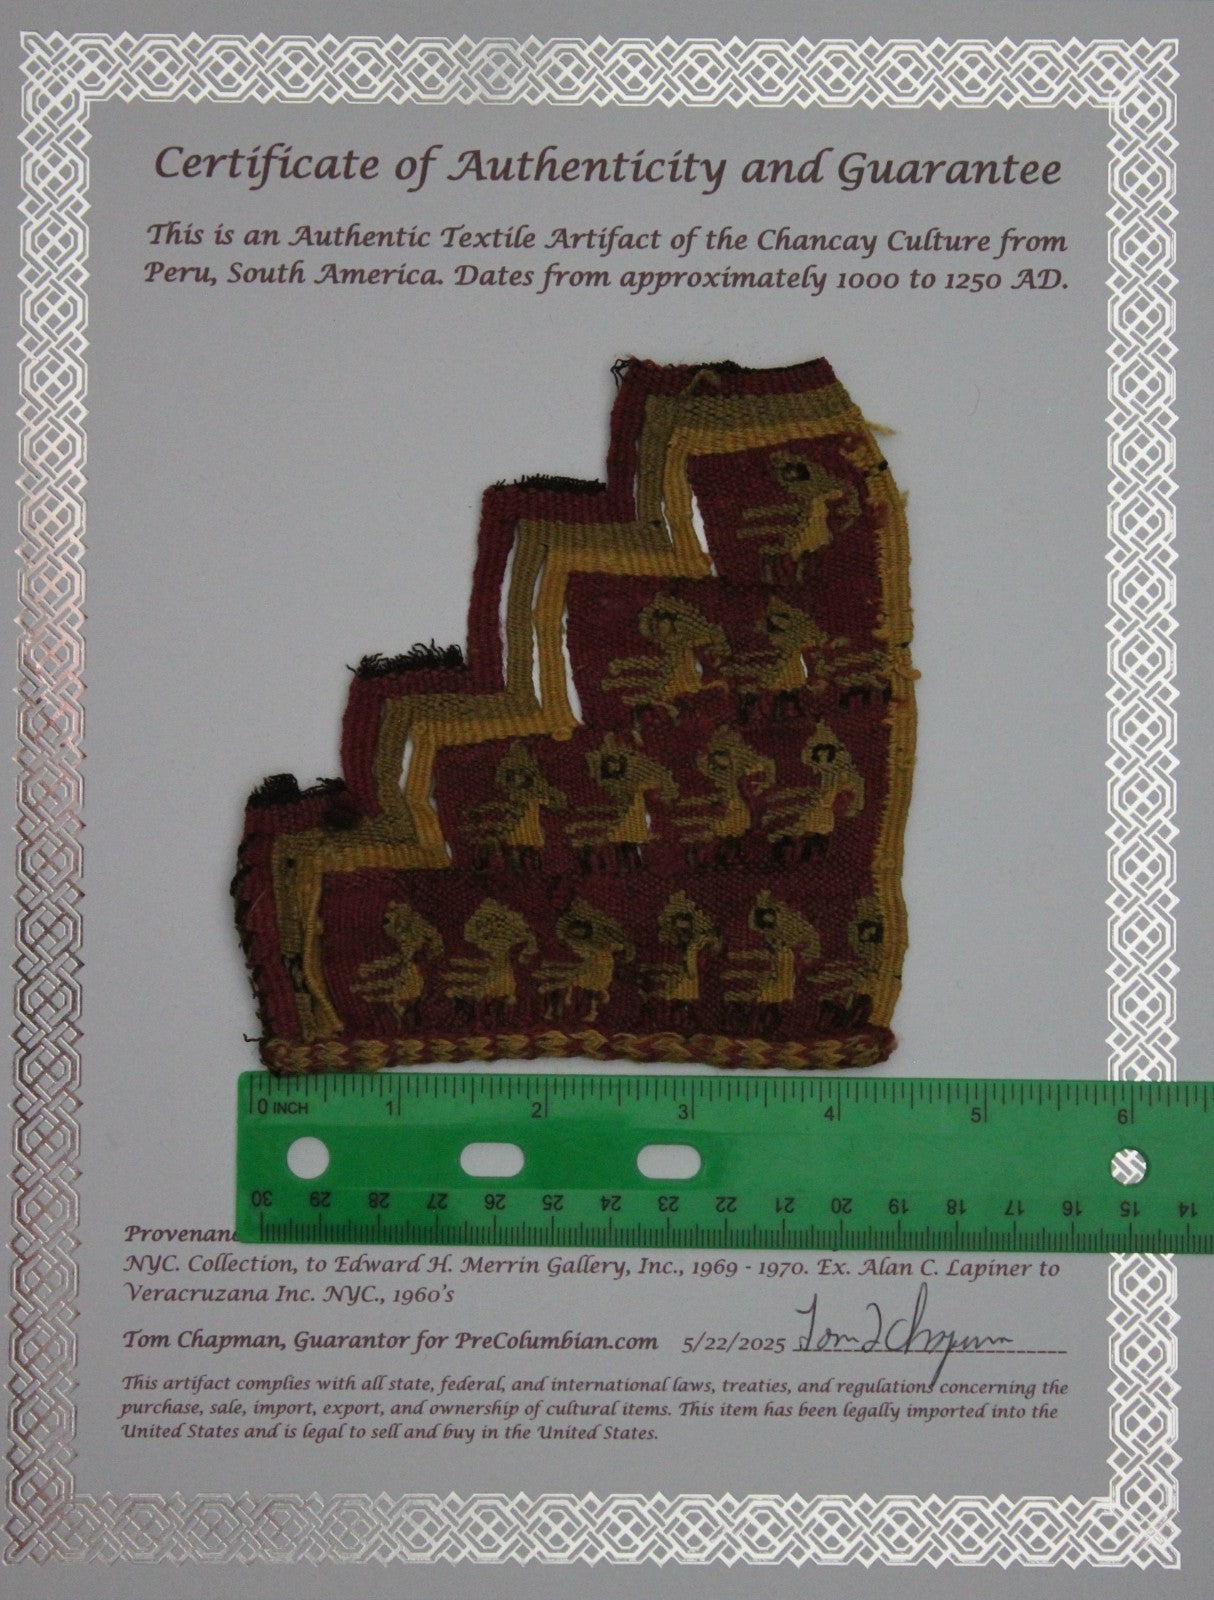 Certificate of Authenticity and Guarantee
This is an Authentic Textile Artifact of the Chancay Culture from
Peru, South America. Dates from approximately 1000 to 1250 AD.
0 INCH 1 2 3 4 5 6
30 29 28 27 26 25 24 23 22 21 20 19 18 17 16 15 14
NYC. Collection, to Edward H. Merrin Gallery, Inc., 1969 - 1970. Ex. Alan C. Lapiner to
Veracruzana Inc. NYC., 1960's
Tom Chapman, Guarantor for PreColumbian.com 5/22/2025 Tom J Chapman
This artifact complies with all state, federal, and international laws, treaties, and regulations concerning the
purchase, sale, import, export, and ownership of cultural items. This item has been legally imported into the
United States and is legal to sell and buy in the United States.